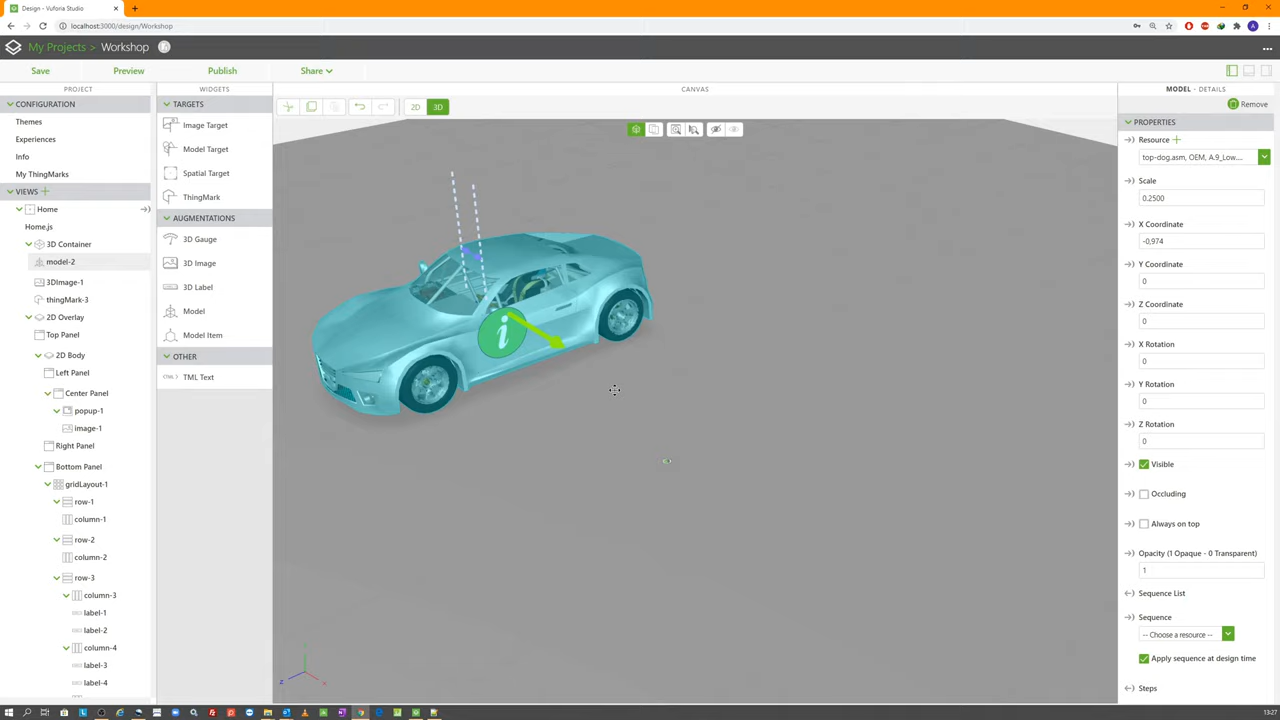 Design - Vuforia Studio
localhost:3000/design/Workshop
My Projects > Workshop
Save
Preview
Publish
Share
PROJECT
WIDGETS
CANVAS
MODEL - DETAILS
Remove
CONFIGURATION
Themes
Experiences
Info
My ThingMarks
VIEWS
Home
Home.js
3D Container
model-2
3DImage-1
thingMark-3
2D Overlay
Top Panel
2D Body
Left Panel
Center Panel
popup-1
image-1
Right Panel
Bottom Panel
gridLayout-1
row-1
column-1
row-2
column-2
row-3
column-3
label-1
label-2
column-4
label-3
label-4
TARGETS
Image Target
Model Target
Spatial Target
ThingMark
AUGMENTATIONS
3D Gauge
3D Image
3D Label
Model
Model Item
OTHER
TML Text
2D
3D
i
PROPERTIES
Resource
top-dog.asm, OEM, A.9_Low....
Scale
0.2500
X Coordinate
-0,974
Y Coordinate
0
Z Coordinate
0
X Rotation
0
Y Rotation
0
Z Rotation
0
Visible
Occluding
Always on top
Opacity (1 Opaque - 0 Transparent)
1
Sequence List
Sequence
-- Choose a resource --
Apply sequence at design time
Steps
13:27